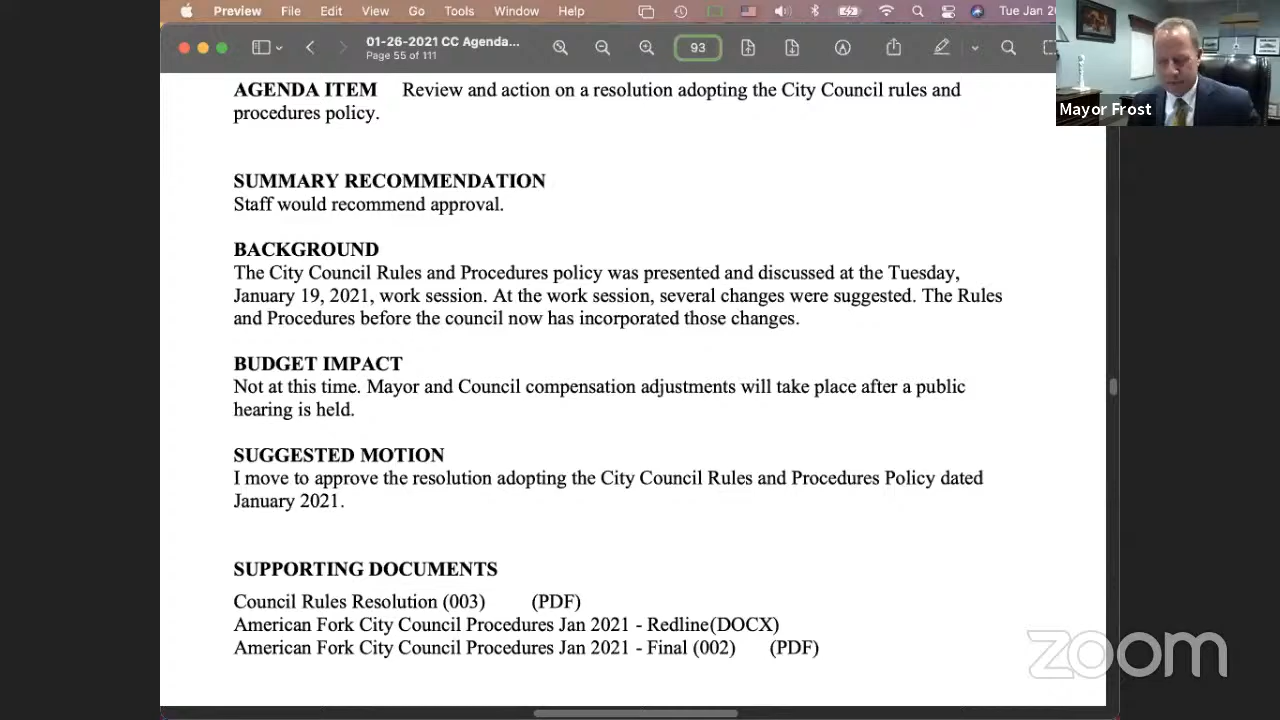 Preview File Edit View Go Tools Window Help Tue Jan 2
01-26-2021 CC Agenda...
Page 55 of 111
93
Mayor Frost
AGENDA ITEM Review and action on a resolution adopting the City Council rules and
procedures policy.
SUMMARY RECOMMENDATION
Staff would recommend approval.
BACKGROUND
The City Council Rules and Procedures policy was presented and discussed at the Tuesday,
January 19, 2021, work session. At the work session, several changes were suggested. The Rules
and Procedures before the council now has incorporated those changes.
BUDGET IMPACT
Not at this time. Mayor and Council compensation adjustments will take place after a public
hearing is held.
SUGGESTED MOTION
I move to approve the resolution adopting the City Council Rules and Procedures Policy dated
January 2021.
SUPPORTING DOCUMENTS
Council Rules Resolution (003) (PDF)
American Fork City Council Procedures Jan 2021 - Redline(DOCX)
American Fork City Council Procedures Jan 2021 - Final (002) (PDF)
zoom